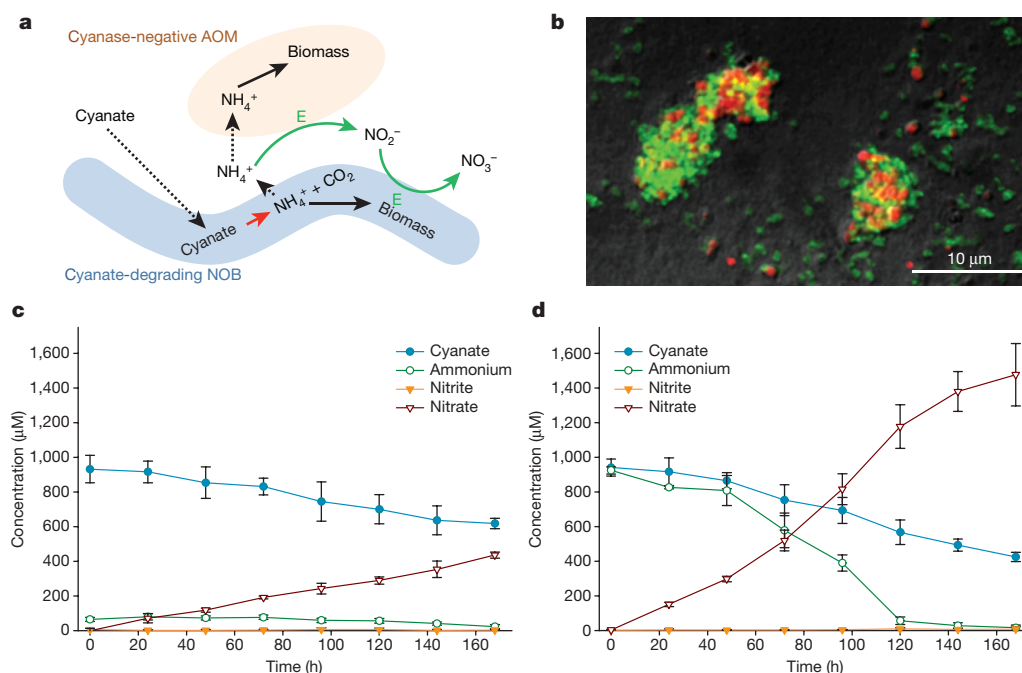 a
Cyanase-negative AOM
Biomass
NH₄⁺
Cyanate
E
NO₂⁻
NH₄⁺
NO₃⁻
NH₄⁺ + CO₂
E
Cyanate
Biomass
Cyanate-degrading NOB
b
10 μm
c
Cyanate
Ammonium
Nitrite
Nitrate
Concentration (μM)
1,600
1,400
1,200
1,000
800
600
400
200
0
0 20 40 60 80 100 120 140 160
Time (h)
d
Cyanate
Ammonium
Nitrite
Nitrate
Concentration (μM)
1,600
1,400
1,200
1,000
800
600
400
200
0
0 20 40 60 80 100 120 140 160
Time (h)